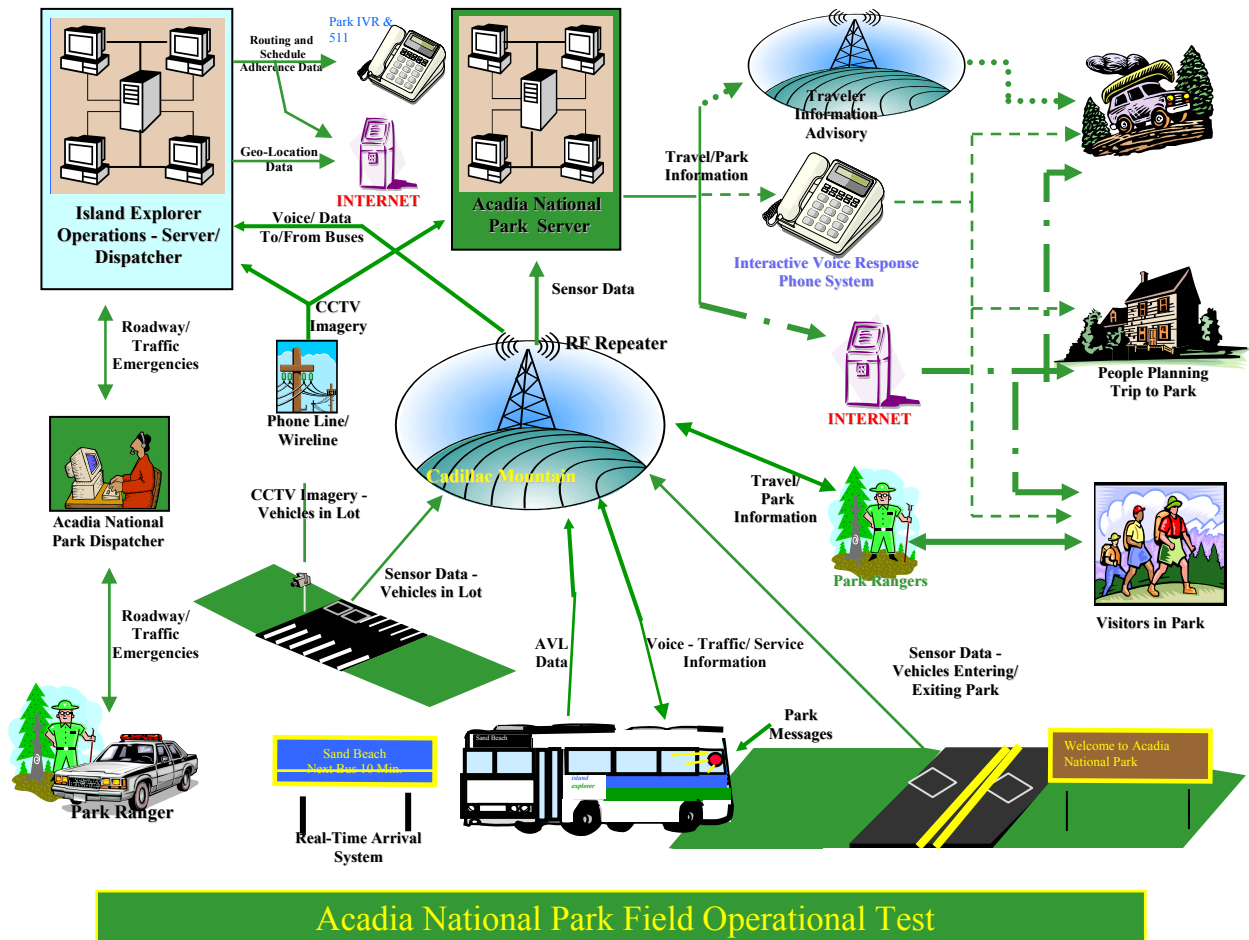 Park IVR &
511
Routing and
Schedule
Adherence Data
Geo-Location
Data
INTERNET
Island Explorer
Operations - Server/
Dispatcher
Acadia National
Park Server
Voice/ Data
To/From Buses
CCTV
Imagery
Sensor Data
Travel/Park
Information
Traveler
Information
Advisory
Interactive Voice Response
Phone System
INTERNET
People Planning
Trip to Park
Roadway/
Traffic
Emergencies
Phone Line/
Wireline
RF Repeater
Cadillac Mountain
Acadia National
Park Dispatcher
CCTV Imagery -
Vehicles in Lot
Travel/
Park
Information
Park Rangers
Visitors in Park
Sensor Data -
Vehicles in Lot
Roadway/
Traffic
Emergencies
AVL
Data
Voice - Traffic/ Service
Information
Sensor Data -
Vehicles Entering/
Exiting Park
Park
Messages
Park Ranger
Sand Beach
Next Bus 10 Min.
Real-Time Arrival
System
Sand Beach
island
explorer
Welcome to Acadia
National Park
Acadia National Park Field Operational Test